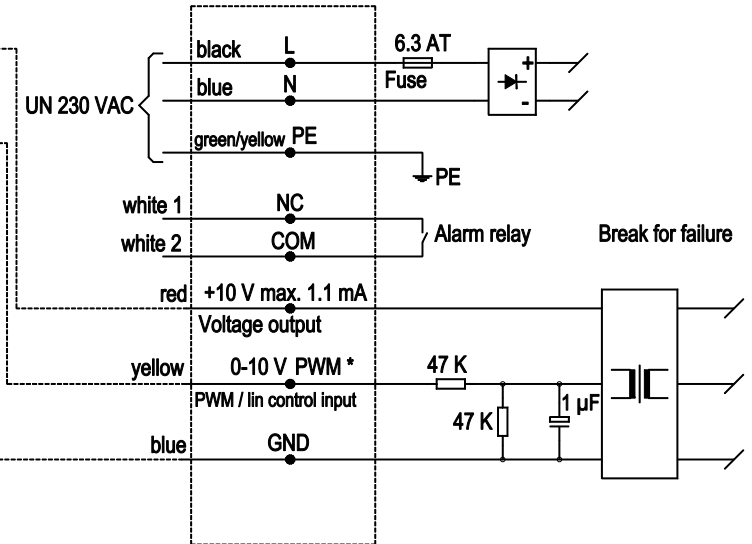 black L 6.3 AT
+
blue N Fuse
UN 230 VAC
-
green/yellow PE
PE
white 1 NC
Alarm relay Break for failure
white 2 COM
red +10 V max. 1.1 mA
Voltage output
yellow 0-10 V PWM * 47 K
PWM / lin control input
1 µF
47 K
blue GND